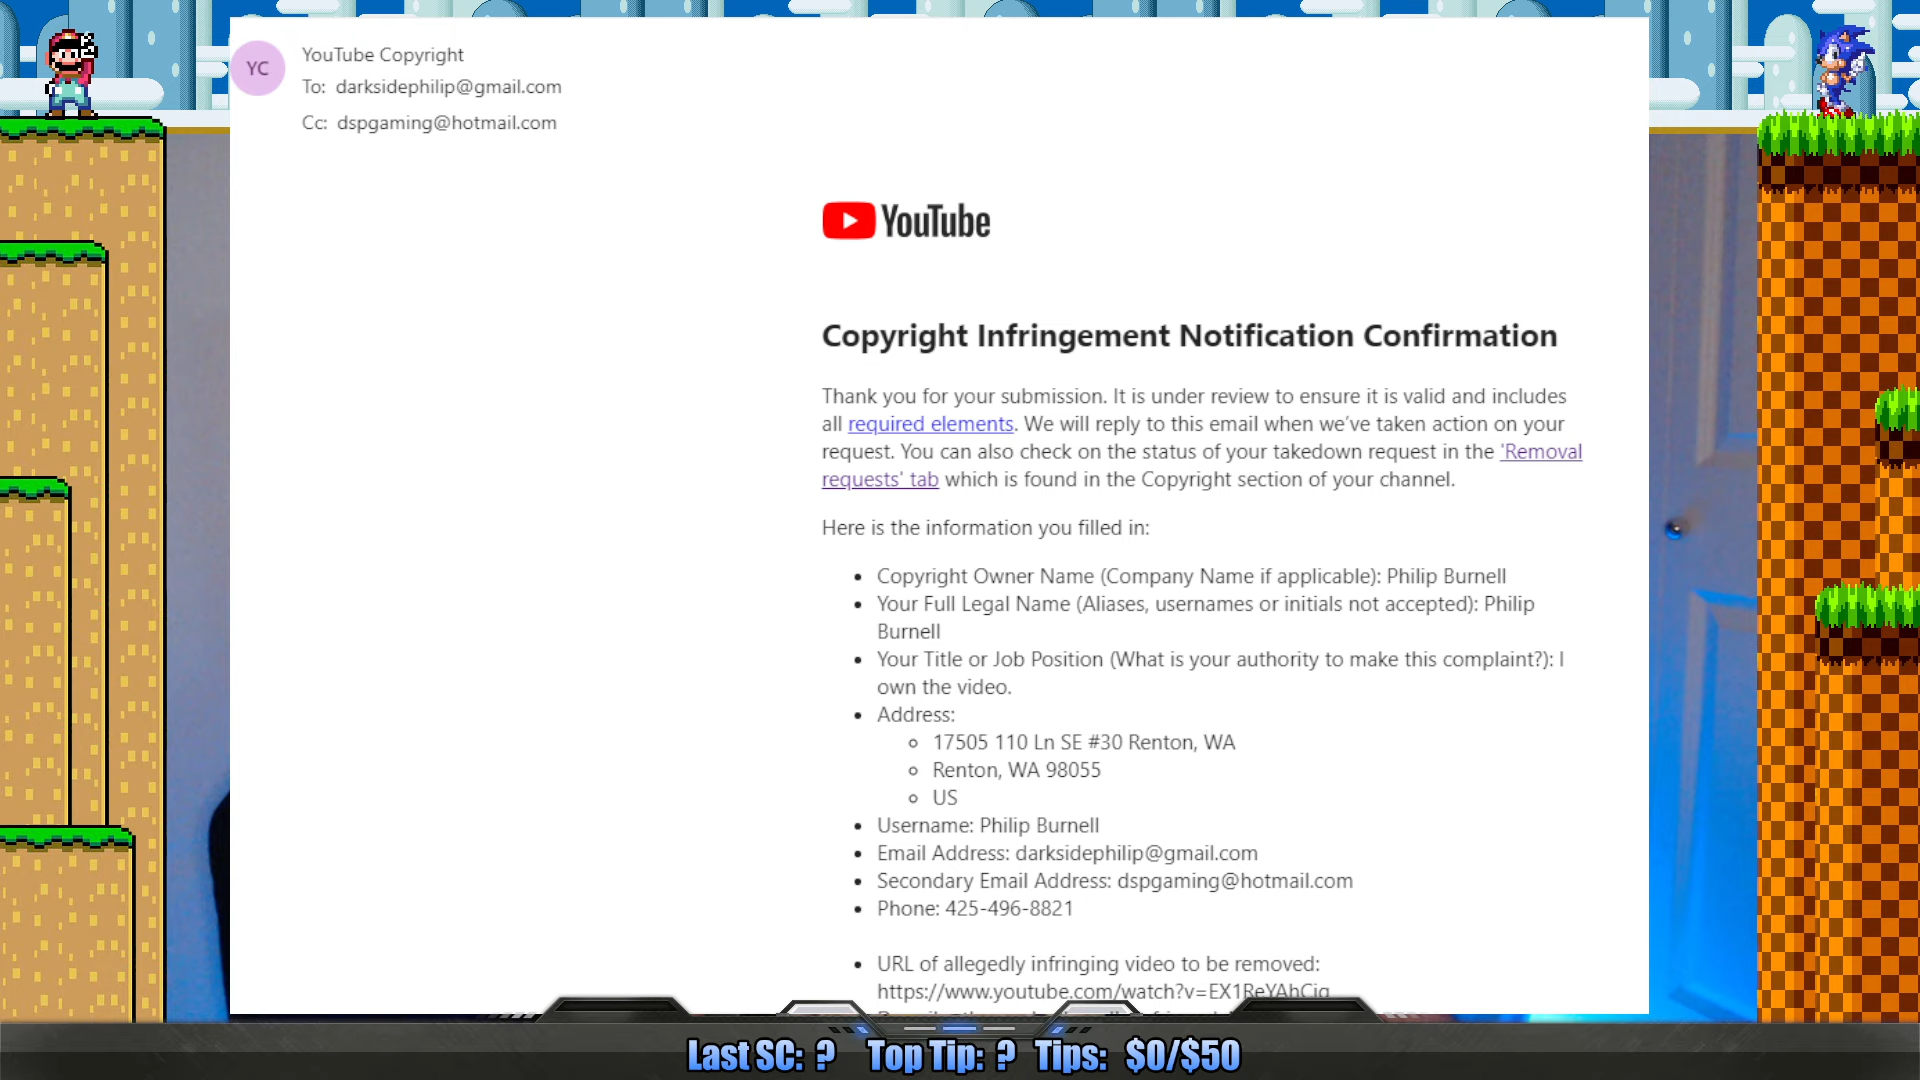 YC
YouTube Copyright
To: darksidephilip@gmail.com
Cc: dspgaming@hotmail.com
YouTube
Copyright Infringement Notification Confirmation
Thank you for your submission. It is under review to ensure it is valid and includes
all required elements. We will reply to this email when we've taken action on your
request. You can also check on the status of your takedown request in the 'Removal
requests' tab which is found in the Copyright section of your channel.
Here is the information you filled in:
• Copyright Owner Name (Company Name if applicable): Philip Burnell
• Your Full Legal Name (Aliases, usernames or initials not accepted): Philip
Burnell
• Your Title or Job Position (What is your authority to make this complaint?): I
own the video.
• Address:
○ 17505 110 Ln SE #30 Renton, WA
○ Renton, WA 98055
○ US
• Username: Philip Burnell
• Email Address: darksidephilip@gmail.com
• Secondary Email Address: dspgaming@hotmail.com
• Phone: 425-496-8821
• URL of allegedly infringing video to be removed:
https://www.youtube.com/watch?v=EX1ReYAhCig
Last SC: ? Top Tip: ? Tips: $0/$50